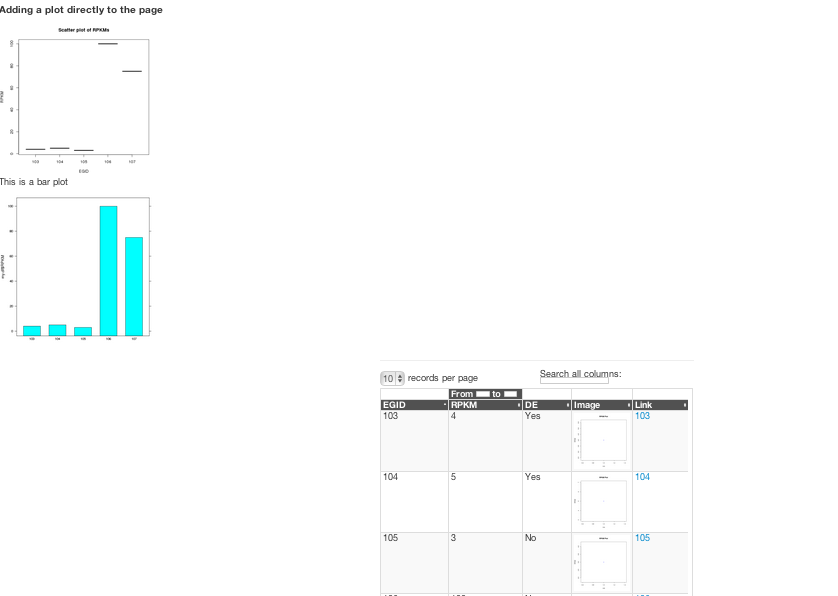 Adding a plot directly to the page
Scatter plot of RPKMs
100
80
60
40
20
0
RPKM
103 104 105 106 107
EGID
This is a bar plot
100
80
60
40
20
0
my.df$RPKM
103 104 105 106 107
10 records per page
Search all columns:
From to
EGID RPKM DE Image Link
103 4 Yes 103
104 5 Yes 104
105 3 No 105